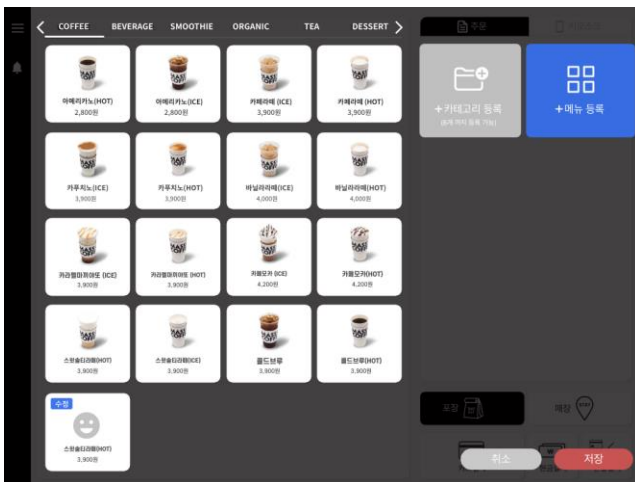 COFFEE BEVERAGE SMOOTHIE ORGANIC TEA DESSERT
주문
아메리카노(HOT) 아메리카노(ICE) 카페라떼 (ICE) 카페라떼 (HOT)
2,800원 2,800원 3,900원 3,900원
+카테고리 등록 +메뉴 등록
카푸치노(ICE) 카푸치노(HOT) 바닐라라떼(ICE) 바닐라라떼(HOT)
3,900원 3,900원 4,000원 4,000원
카라멜마끼아또 (ICE) 카라멜마끼아또 (HOT) 카페모카 (ICE) 카페모카(HOT)
3,900원 3,900원 4,200원 4,200원
스윗솔티라떼(HOT) 스윗솔티라떼(ICE) 콜드브루 콜드브루(HOT)
3,900원 3,900원 3,900원 3,900원
수정
포장 매장
스윗솔티라떼(HOT)
3,900원
취소 저장